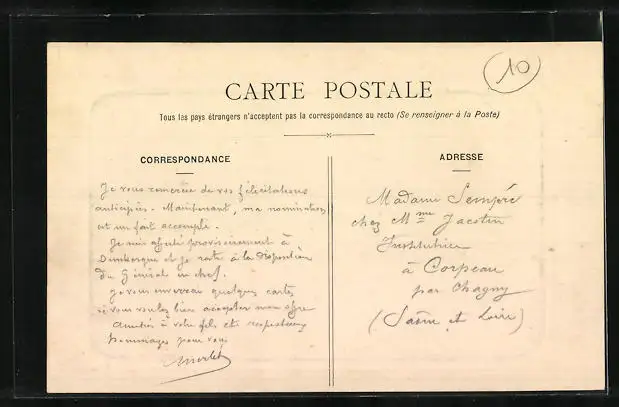 10
CARTE POSTALE
Tous les pays étrangers n'acceptent pas la correspondance au recto (Se renseigner à la Poste)
CORRESPONDANCE
Je vous remercie de vos félicitations
anticipées. Maintenant, ma nomination
est un fait accompli.
Je suis affecté provisoirement à
Dunkerque et je reste à la disposition
du Général en chef.
Je vous enverrai quelques cartes
si vous voulez bien accepter mon offre
Amitiés à votre fils et respectueux
hommages pour vous
ADRESSE
Madame Sempré
chez Mme Jacotin
Institutrice
à Corpeau
par Chagny
(Saône et Loire)